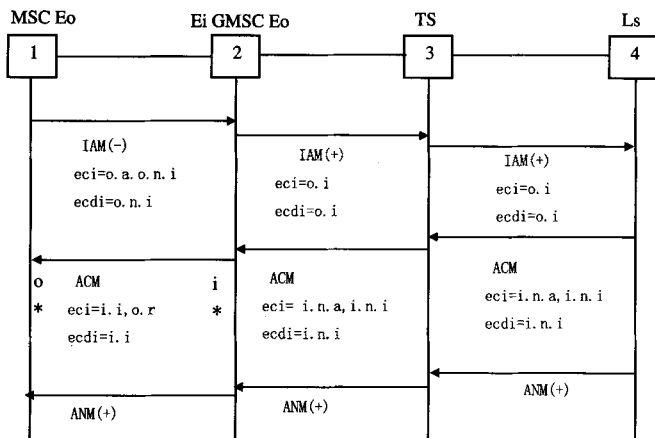 MSC Eo
Ei GMSC Eo
TS
Ls
1
2
3
4
IAM(-)
eci=o.a.o.n.i
ecdi=o.n.i
IAM(+)
eci=o.i
ecdi=o.i
IAM(+)
eci=o.i
ecdi=o.i
o
*
ACM
eci=i.i,o.r
ecdi=i.i
i
*
ACM
eci= i.n.a,i.n.i
ecdi=i.n.i
ACM
eci=i.n.a,i.n.i
ecdi=i.n.i
ANM(+)
ANM(+)
ANM(+)